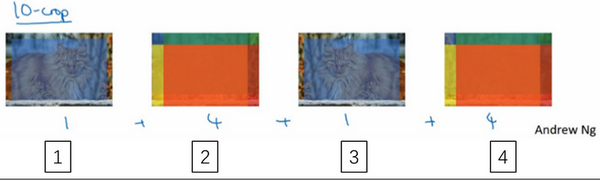 10-crop
1 + 4 + 1 + 4
Andrew Ng
1 2 3 4